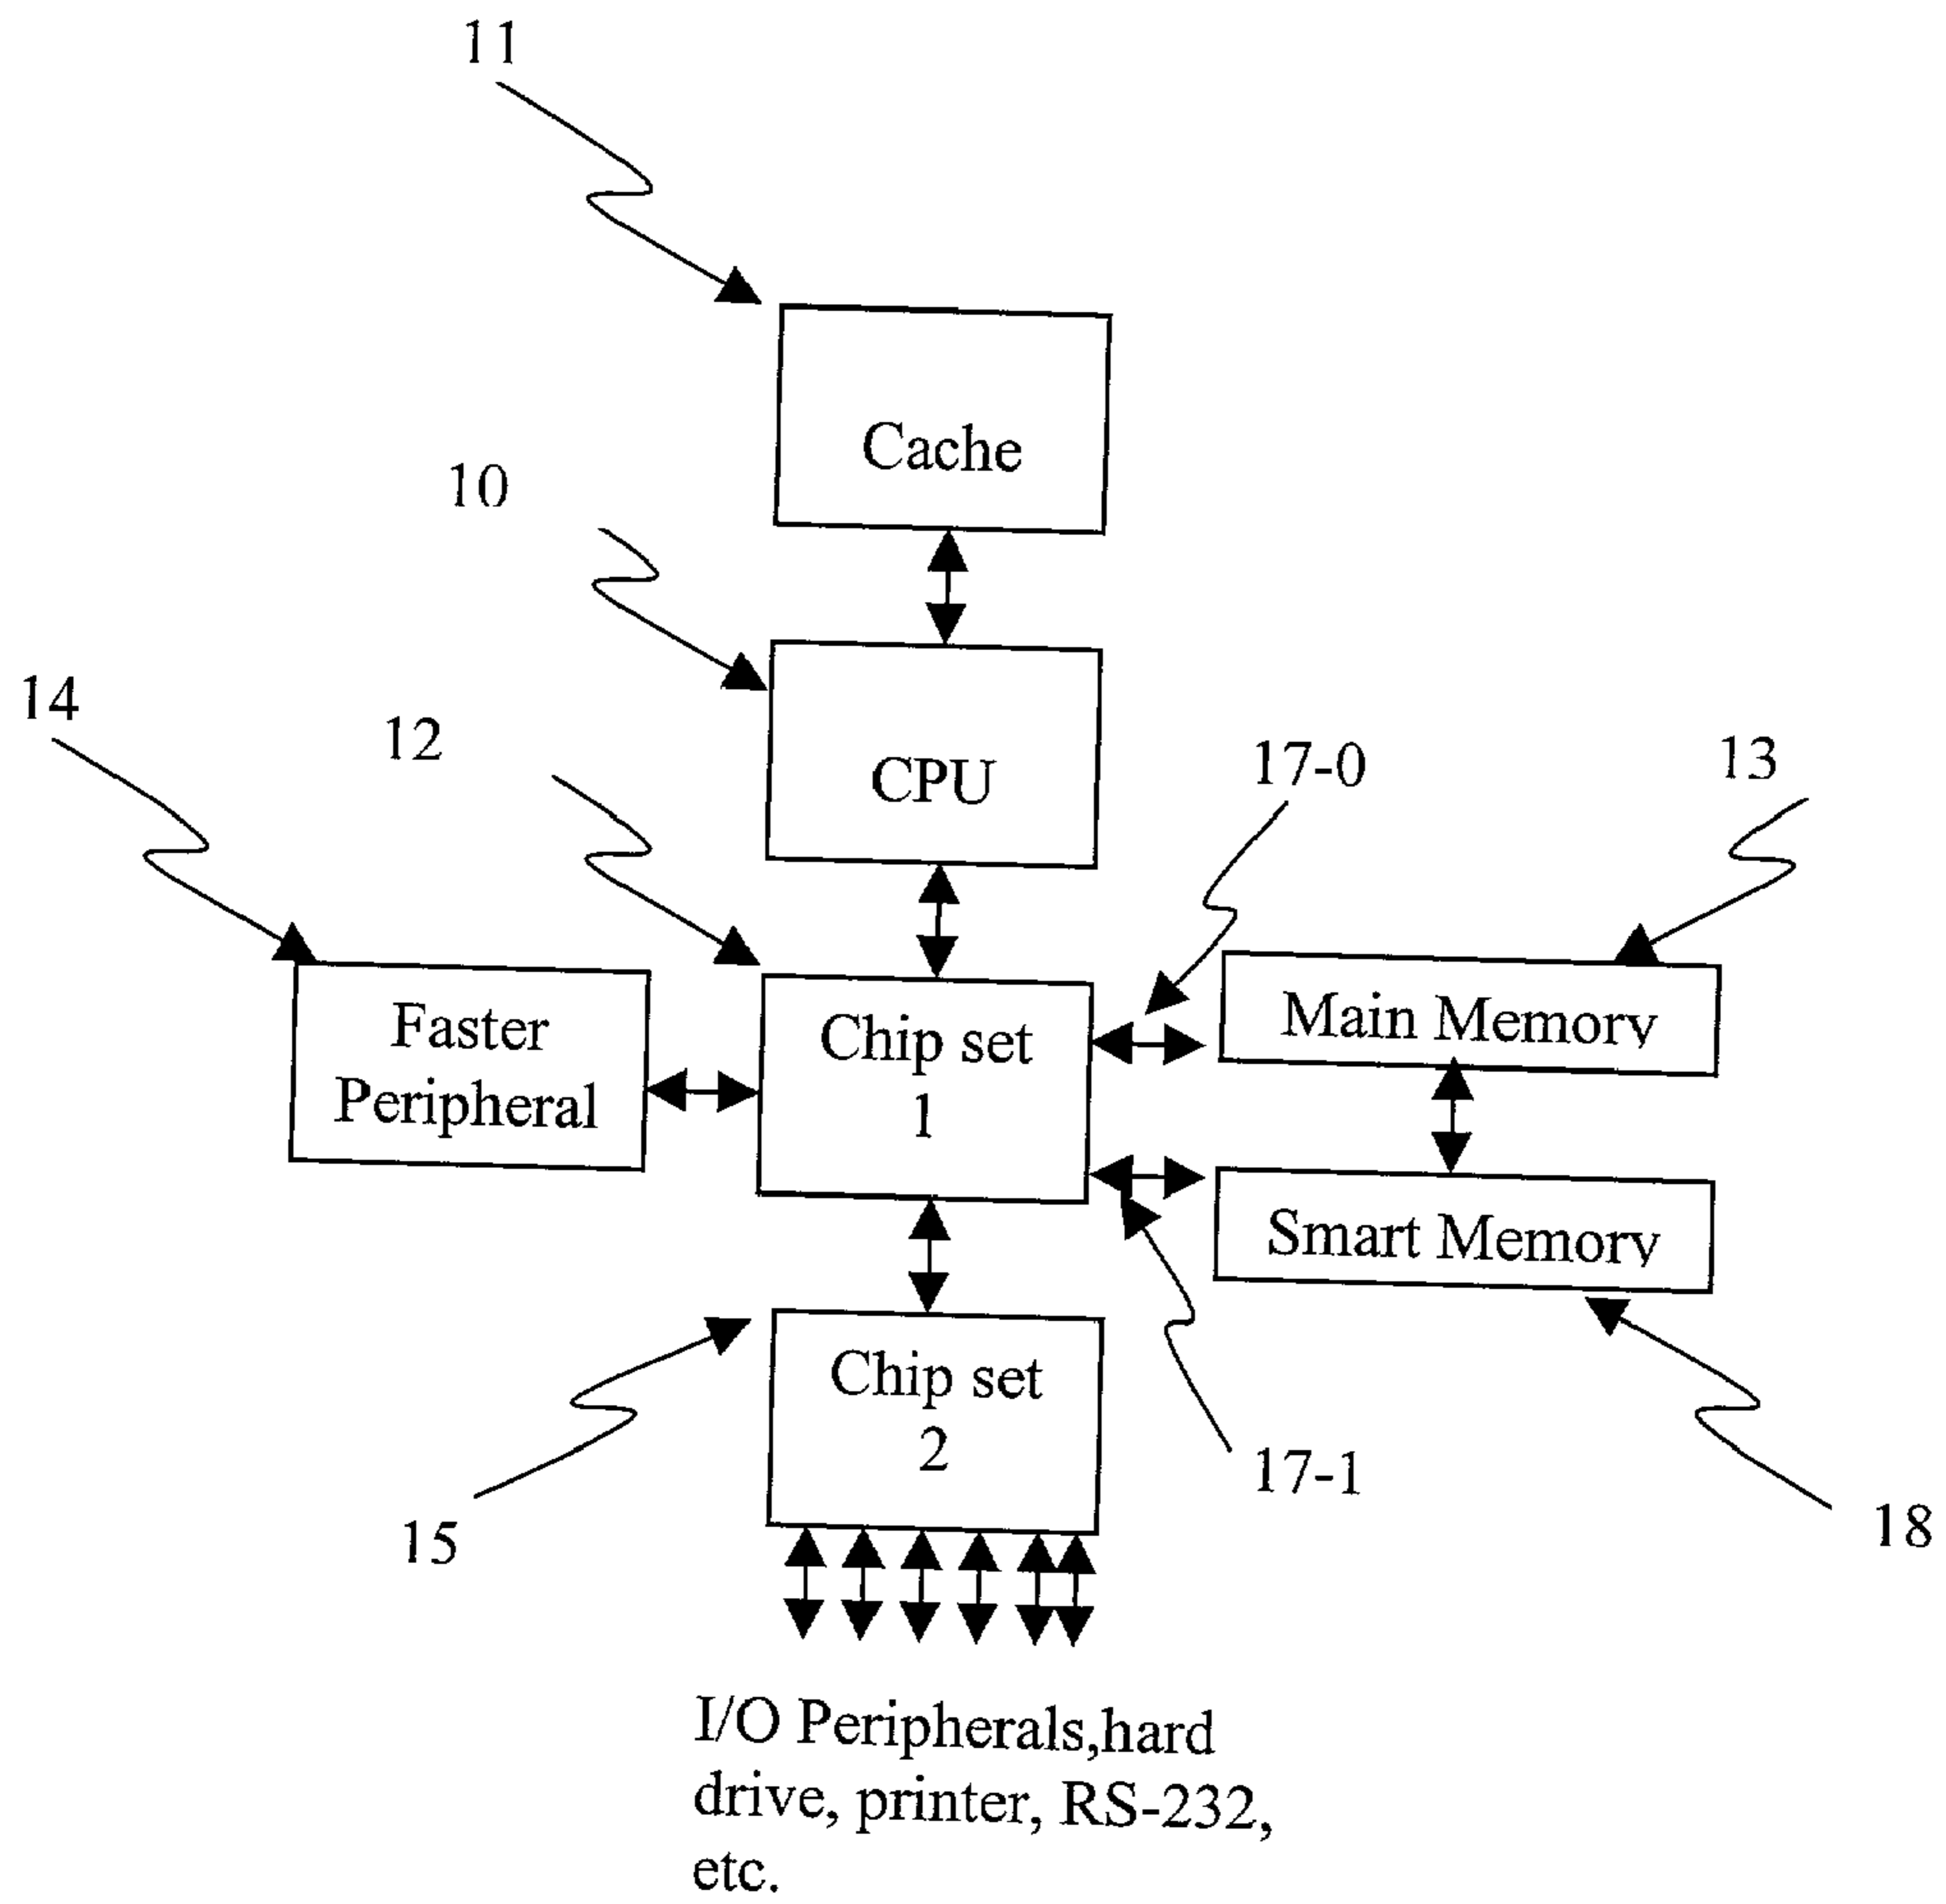 11
Cache
10
CPU
14
12
17-0
13
Faster
Peripheral
Chip set
1
Main Memory
Smart Memory
Chip set
2
15
17-1
18
I/O Peripherals,hard
drive, printer, RS-232,
etc.